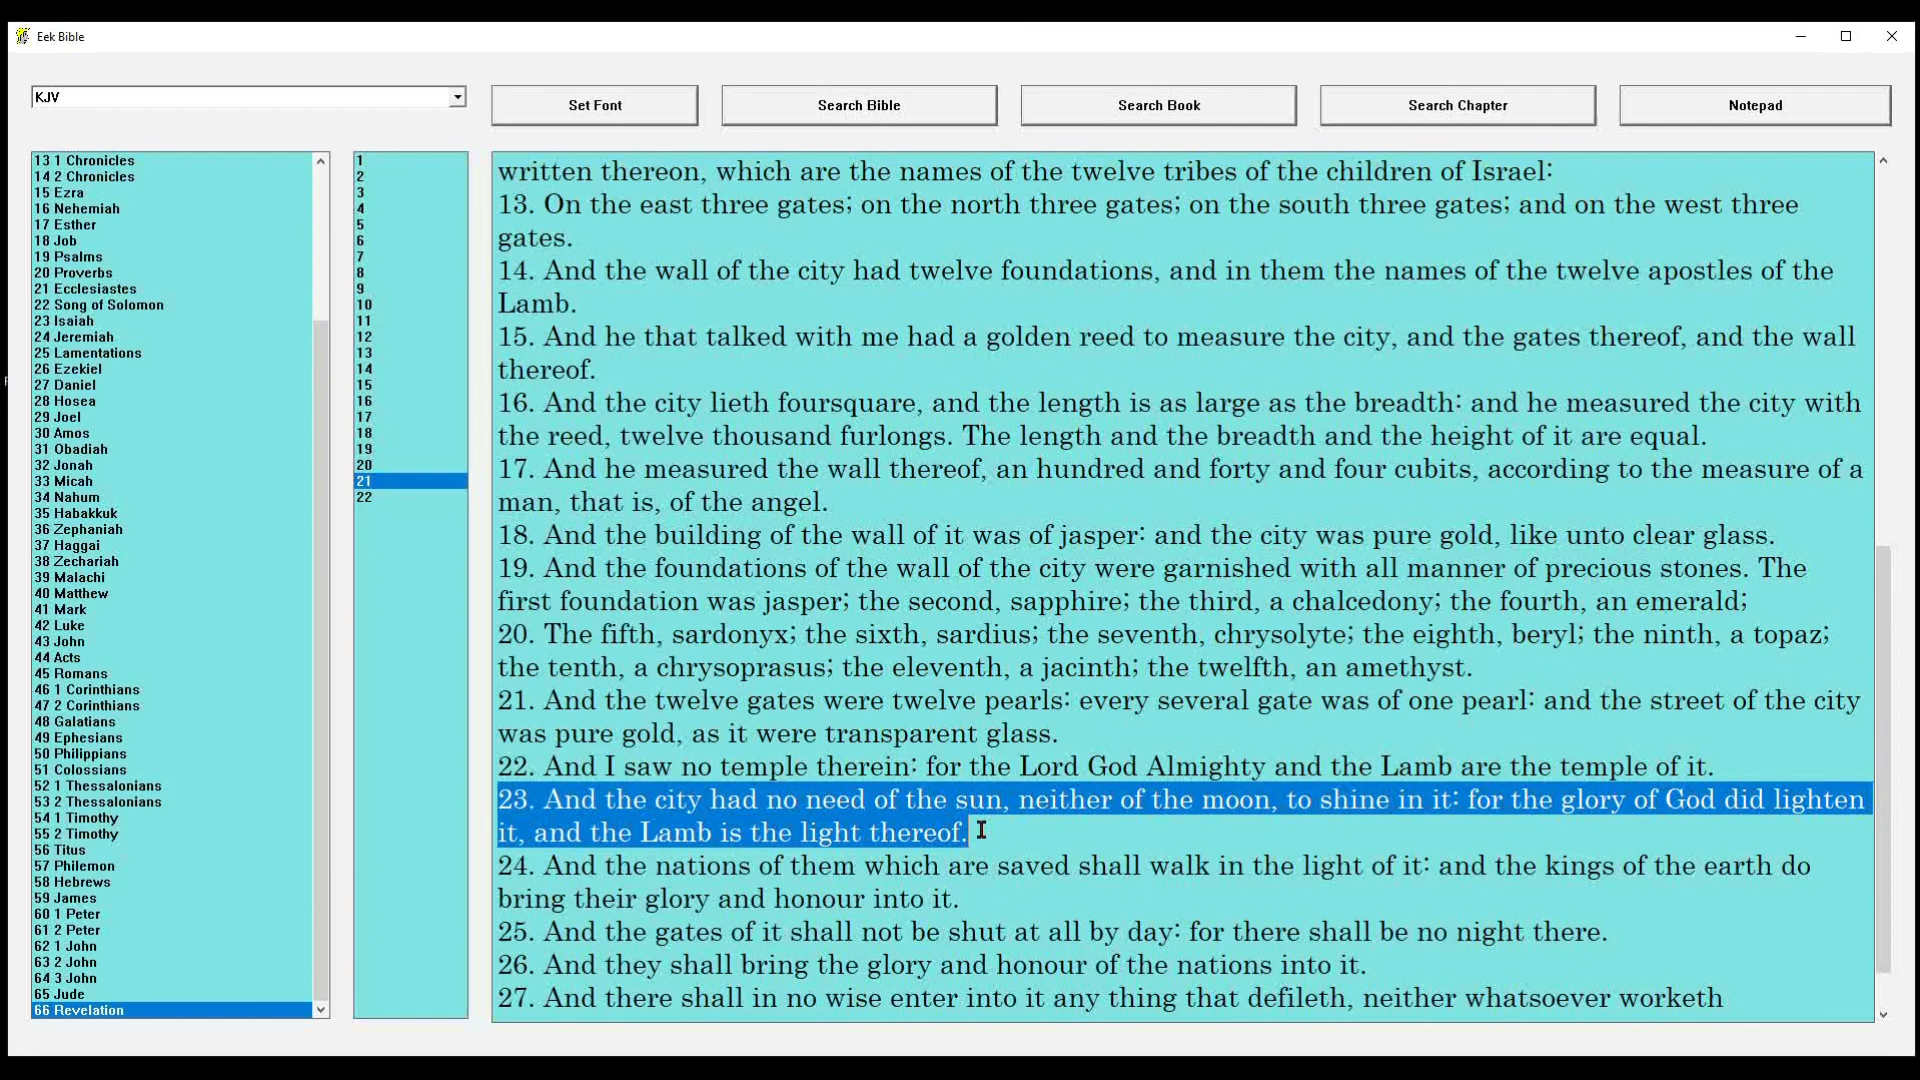 Eek Bible
KJV
Set Font
Search Bible
Search Book
Search Chapter
Notepad
13 1 Chronicles
14 2 Chronicles
15 Ezra
16 Nehemiah
17 Esther
18 Job
19 Psalms
20 Proverbs
21 Ecclesiastes
22 Song of Solomon
23 Isaiah
24 Jeremiah
25 Lamentations
26 Ezekiel
27 Daniel
28 Hosea
29 Joel
30 Amos
31 Obadiah
32 Jonah
33 Micah
34 Nahum
35 Habakkuk
36 Zephaniah
37 Haggai
38 Zechariah
39 Malachi
40 Matthew
41 Mark
42 Luke
43 John
44 Acts
45 Romans
46 1 Corinthians
47 2 Corinthians
48 Galatians
49 Ephesians
50 Philippians
51 Colossians
52 1 Thessalonians
53 2 Thessalonians
54 1 Timothy
55 2 Timothy
56 Titus
57 Philemon
58 Hebrews
59 James
60 1 Peter
61 2 Peter
62 1 John
63 2 John
64 3 John
65 Jude
66 Revelation
1
2
3
4
5
6
7
8
9
10
11
12
13
14
15
16
17
18
19
20
21
22
written thereon, which are the names of the twelve tribes of the children of Israel:
13. On the east three gates; on the north three gates; on the south three gates; and on the west three
gates.
14. And the wall of the city had twelve foundations, and in them the names of the twelve apostles of the
Lamb.
15. And he that talked with me had a golden reed to measure the city, and the gates thereof, and the wall
thereof.
16. And the city lieth foursquare, and the length is as large as the breadth: and he measured the city with
the reed, twelve thousand furlongs. The length and the breadth and the height of it are equal.
17. And he measured the wall thereof, an hundred and forty and four cubits, according to the measure of a
man, that is, of the angel.
18. And the building of the wall of it was of jasper: and the city was pure gold, like unto clear glass.
19. And the foundations of the wall of the city were garnished with all manner of precious stones. The
first foundation was jasper; the second, sapphire; the third, a chalcedony; the fourth, an emerald;
20. The fifth, sardonyx; the sixth, sardius; the seventh, chrysolyte; the eighth, beryl; the ninth, a topaz;
the tenth, a chrysoprasus; the eleventh, a jacinth; the twelfth, an amethyst.
21. And the twelve gates were twelve pearls: every several gate was of one pearl: and the street of the city
was pure gold, as it were transparent glass.
22. And I saw no temple therein: for the Lord God Almighty and the Lamb are the temple of it.
23. And the city had no need of the sun, neither of the moon, to shine in it: for the glory of God did lighten
it, and the Lamb is the light thereof.
24. And the nations of them which are saved shall walk in the light of it: and the kings of the earth do
bring their glory and honour into it.
25. And the gates of it shall not be shut at all by day: for there shall be no night there.
26. And they shall bring the glory and honour of the nations into it.
27. And there shall in no wise enter into it any thing that defileth, neither whatsoever worketh